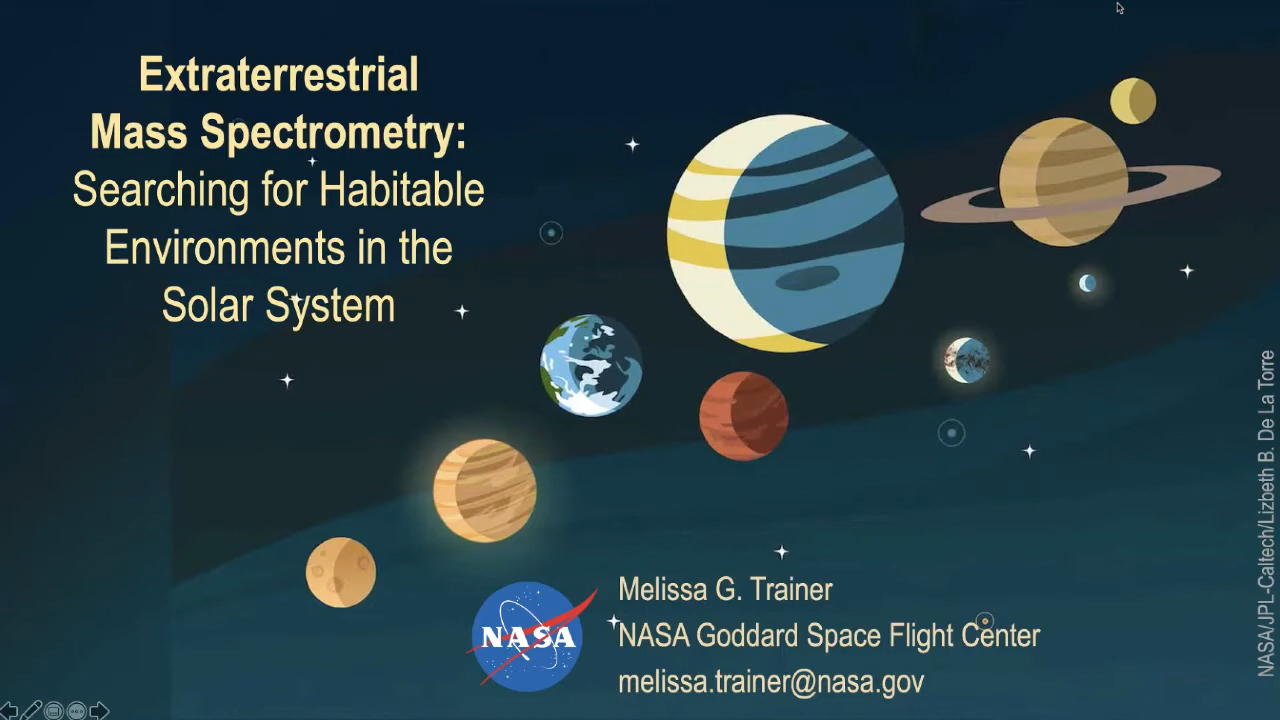 Extraterrestrial
Mass Spectrometry:
Searching for Habitable
Environments in the
Solar System
NASA
Melissa G. Trainer
NASA Goddard Space Flight Center
melissa.trainer@nasa.gov
NASA/JPL-Caltech/Lizbeth B. De La Torre